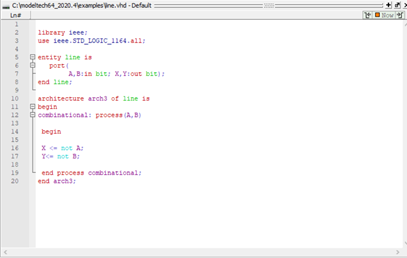 C:/modeltech64_2020.4/examples/line.vhd - Default
Ln#
Now
1
2 library ieee;
3 use ieee.STD_LOGIC_1164.all;
4
5 entity line is
6 port(
7 A,B:in bit; X,Y:out bit);
8 end line;
9
10 architecture arch3 of line is
11 begin
12 combinational: process(A,B)
13
14 begin
15
16 X <= not A;
17 Y<= not B;
18
19 end process combinational;
20 end arch3;